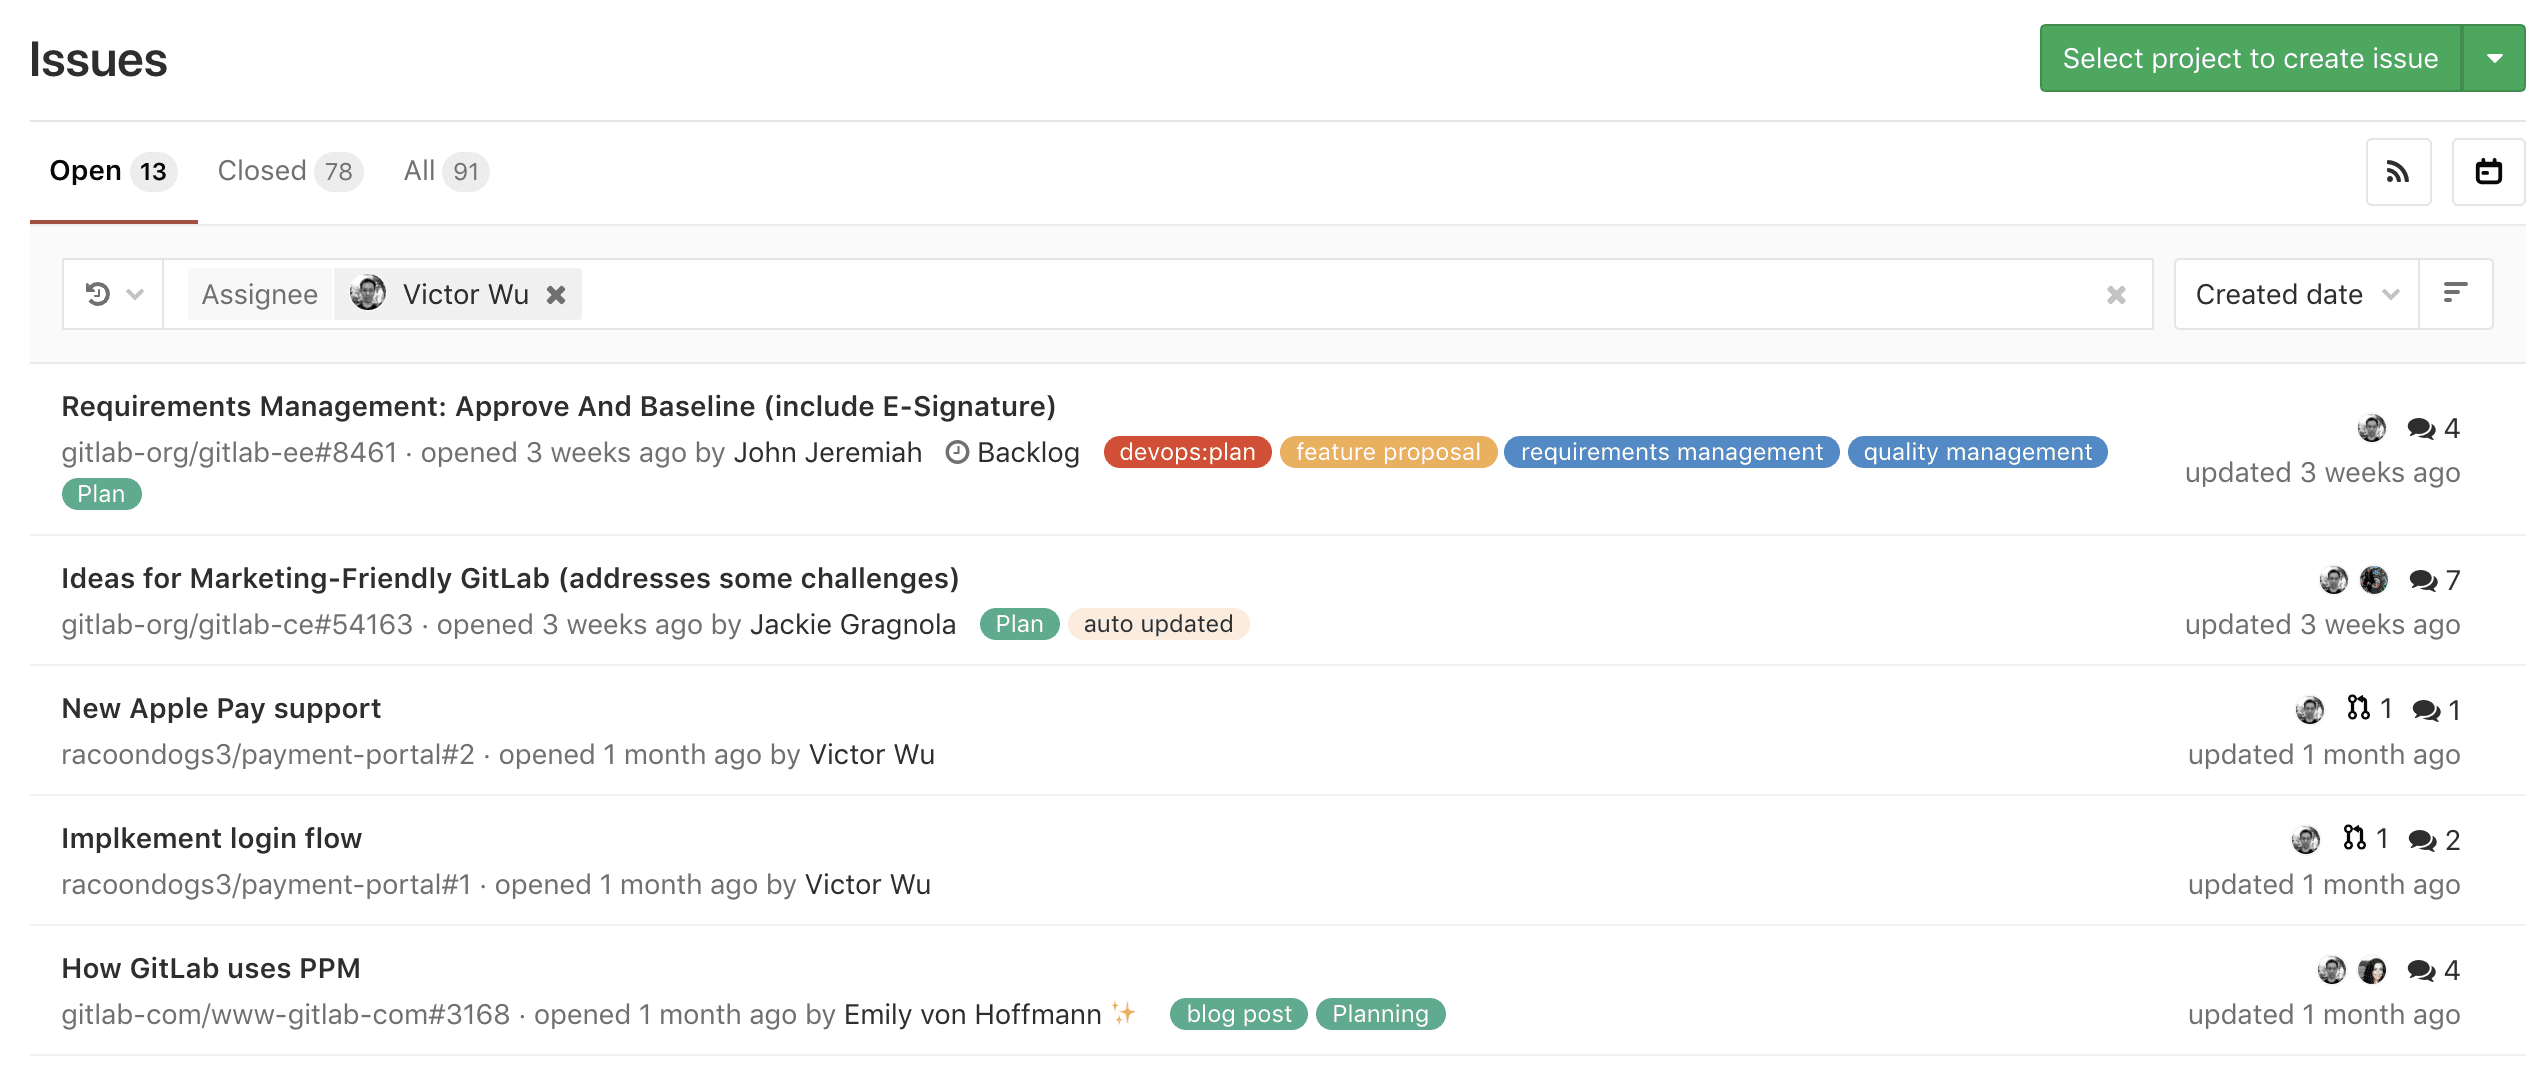 Issues
Select project to create issue
Open 13 Closed 78 All 91
Assignee Victor Wu Created date
Requirements Management: Approve And Baseline (include E-Signature)
4
gitlab-org/gitlab-ee#8461 · opened 3 weeks ago by John Jeremiah Backlog devops:plan feature proposal requirements management quality management
updated 3 weeks ago
Plan
Ideas for Marketing-Friendly GitLab (addresses some challenges)
7
gitlab-org/gitlab-ce#54163 · opened 3 weeks ago by Jackie Gragnola Plan auto updated
updated 3 weeks ago
New Apple Pay support
1 1
racoondogs3/payment-portal#2 · opened 1 month ago by Victor Wu
updated 1 month ago
Implkement login flow
1 2
racoondogs3/payment-portal#1 · opened 1 month ago by Victor Wu
updated 1 month ago
How GitLab uses PPM
4
gitlab-com/www-gitlab-com#3168 · opened 1 month ago by Emily von Hoffmann ✨ blog post Planning
updated 1 month ago